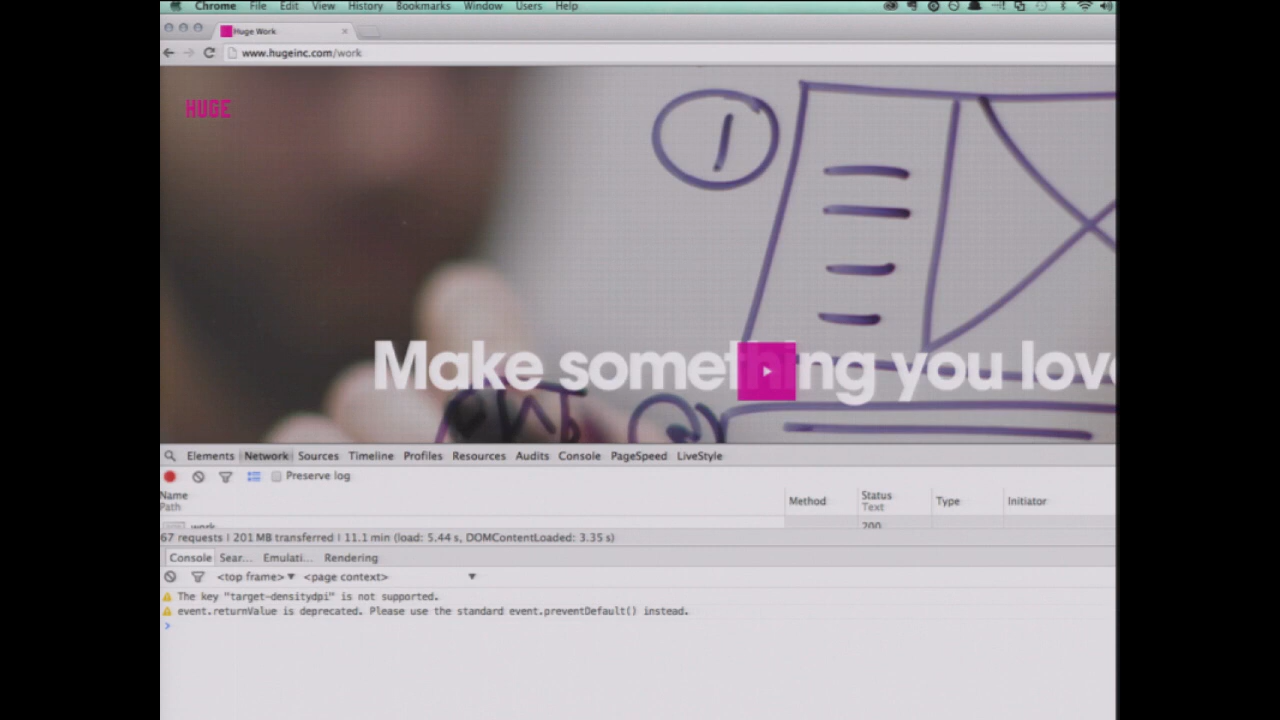 Chrome File Edit View History Bookmarks Window Users Help
Huge Work
www.hugeinc.com/work
HUGE
1
Make something you love
Elements Network Sources Timeline Profiles Resources Audits Console PageSpeed LiveStyle
Preserve log
Name Method Status Type Initiator
Path Text
work 200
67 requests | 201 MB transferred | 11.1 min (load: 5.44 s, DOMContentLoaded: 3.35 s)
Console Sear... Emulati... Rendering
<top frame> <page context>
The key "target-densitydpi" is not supported.
event.returnValue is deprecated. Please use the standard event.preventDefault() instead.